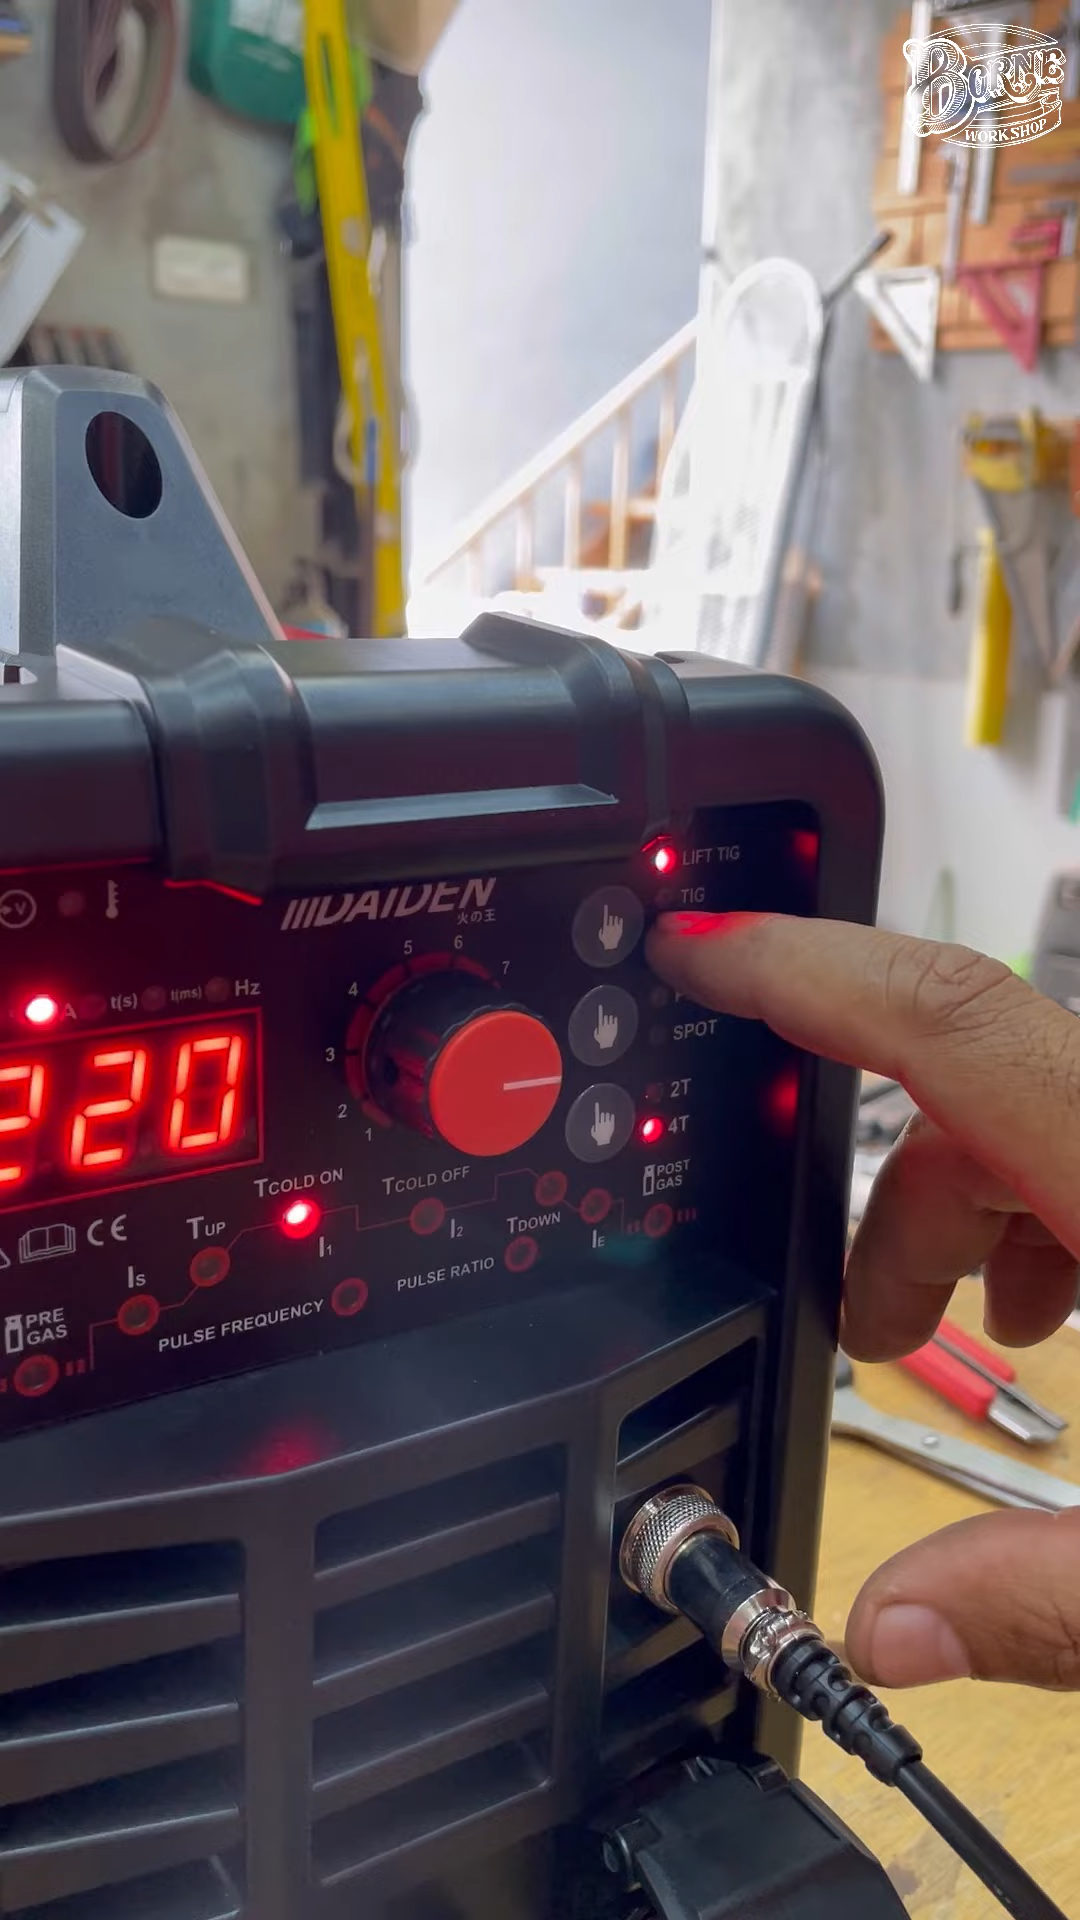 BORNE
WORKSHOP
LIFT TIG
DAIDEN
火の王
TIG
5 6 7
4
A t(s) t(ms) Hz
3
SPOT
220
2
2T
1
4T
TCOLD ON
TCOLD OFF
POST
GAS
CE
TUP
I1
I2
TDOWN
IE
IS
PULSE RATIO
PRE
GAS
PULSE FREQUENCY
V